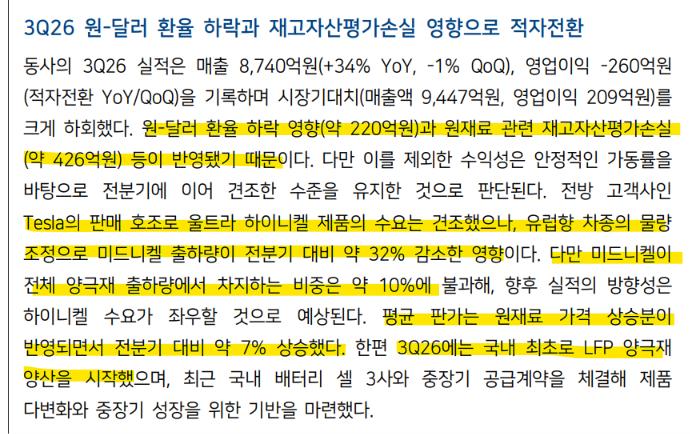 3Q26 원-달러 환율 하락과 재고자산평가손실 영향으로 적자전환
동사의 3Q26 실적은 매출 8,740억원(+34% YoY, -1% QoQ), 영업이익 -260억원
(적자전환 YoY/QoQ)을 기록하며 시장기대치(매출액 9,447억원, 영업이익 209억원)를
크게 하회했다. 원-달러 환율 하락 영향(약 220억원)과 원재료 관련 재고자산평가손실
(약 426억원) 등이 반영됐기 때문이다. 다만 이를 제외한 수익성은 안정적인 가동률을
바탕으로 전분기에 이어 견조한 수준을 유지한 것으로 판단된다. 전방 고객사인
Tesla의 판매 호조로 울트라 하이니켈 제품의 수요는 견조했으나, 유럽향 차종의 물량
조정으로 미드니켈 출하량이 전분기 대비 약 32% 감소한 영향이다. 다만 미드니켈이
전체 양극재 출하량에서 차지하는 비중은 약 10%에 불과해, 향후 실적의 방향성은
하이니켈 수요가 좌우할 것으로 예상된다. 평균 판가는 원재료 가격 상승분이
반영되면서 전분기 대비 약 7% 상승했다. 한편 3Q26에는 국내 최초로 LFP 양극재
양산을 시작했으며, 최근 국내 배터리 셀 3사와 중장기 공급계약을 체결해 제품
다변화와 중장기 성장을 위한 기반을 마련했다.